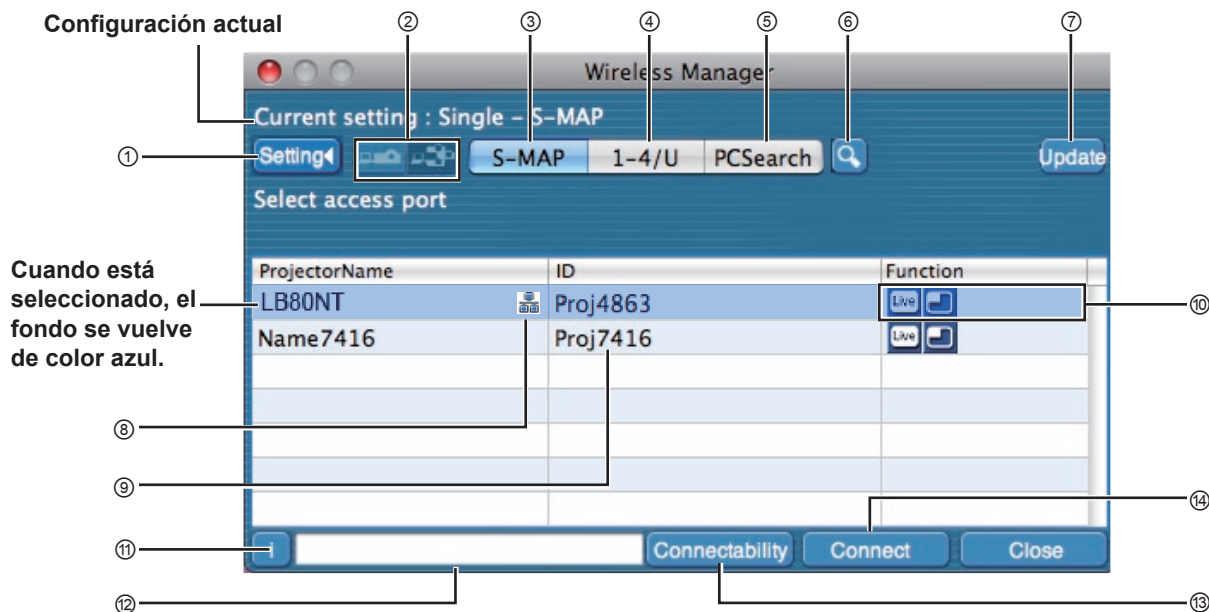 Configuración actual
② ③ ④ ⑤ ⑥ ⑦
Wireless Manager
Current setting : Single – S-MAP
①
Setting S-MAP 1-4/U PCSearch Update
Select access port
Cuando está
seleccionado, el
fondo se vuelve
de color azul.
ProjectorName ID Function
LB80NT Proj4863 Live
⑩
Name7416 Proj7416 Live
⑧
⑨
⑭
⑪
i Connectability Connect Close
⑫
⑬